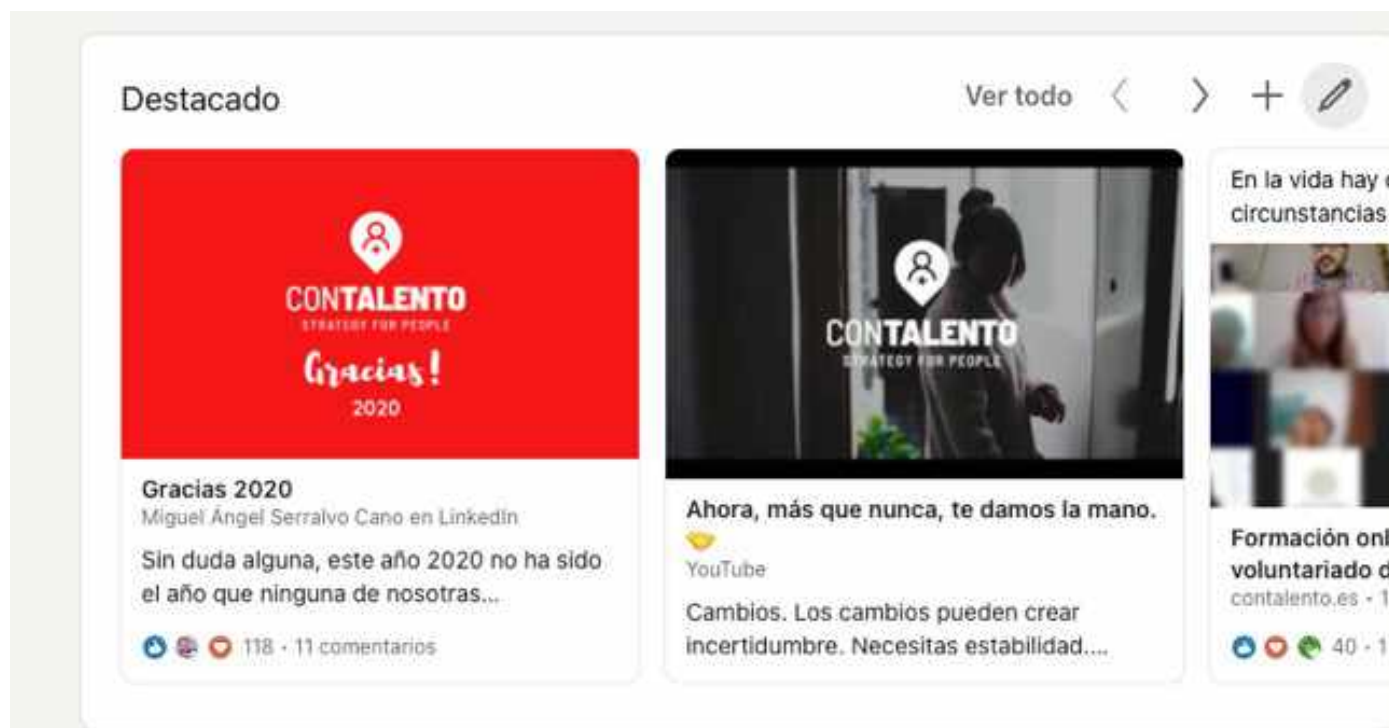 Destacado
Ver todo
CONTALENTO
STRATEGY FOR PEOPLE
Gracias!
2020
Gracias 2020
Miguel Ángel Serralvo Cano en LinkedIn
Sin duda alguna, este año 2020 no ha sido
el año que ninguna de nosotras...
118 · 11 comentarios
CONTALENTO
STRATEGY FOR PEOPLE
Ahora, más que nunca, te damos la mano.
YouTube
Cambios. Los cambios pueden crear
incertidumbre. Necesitas estabilidad....
En la vida hay
circunstancias
Formación
voluntariado
contalento.es
40